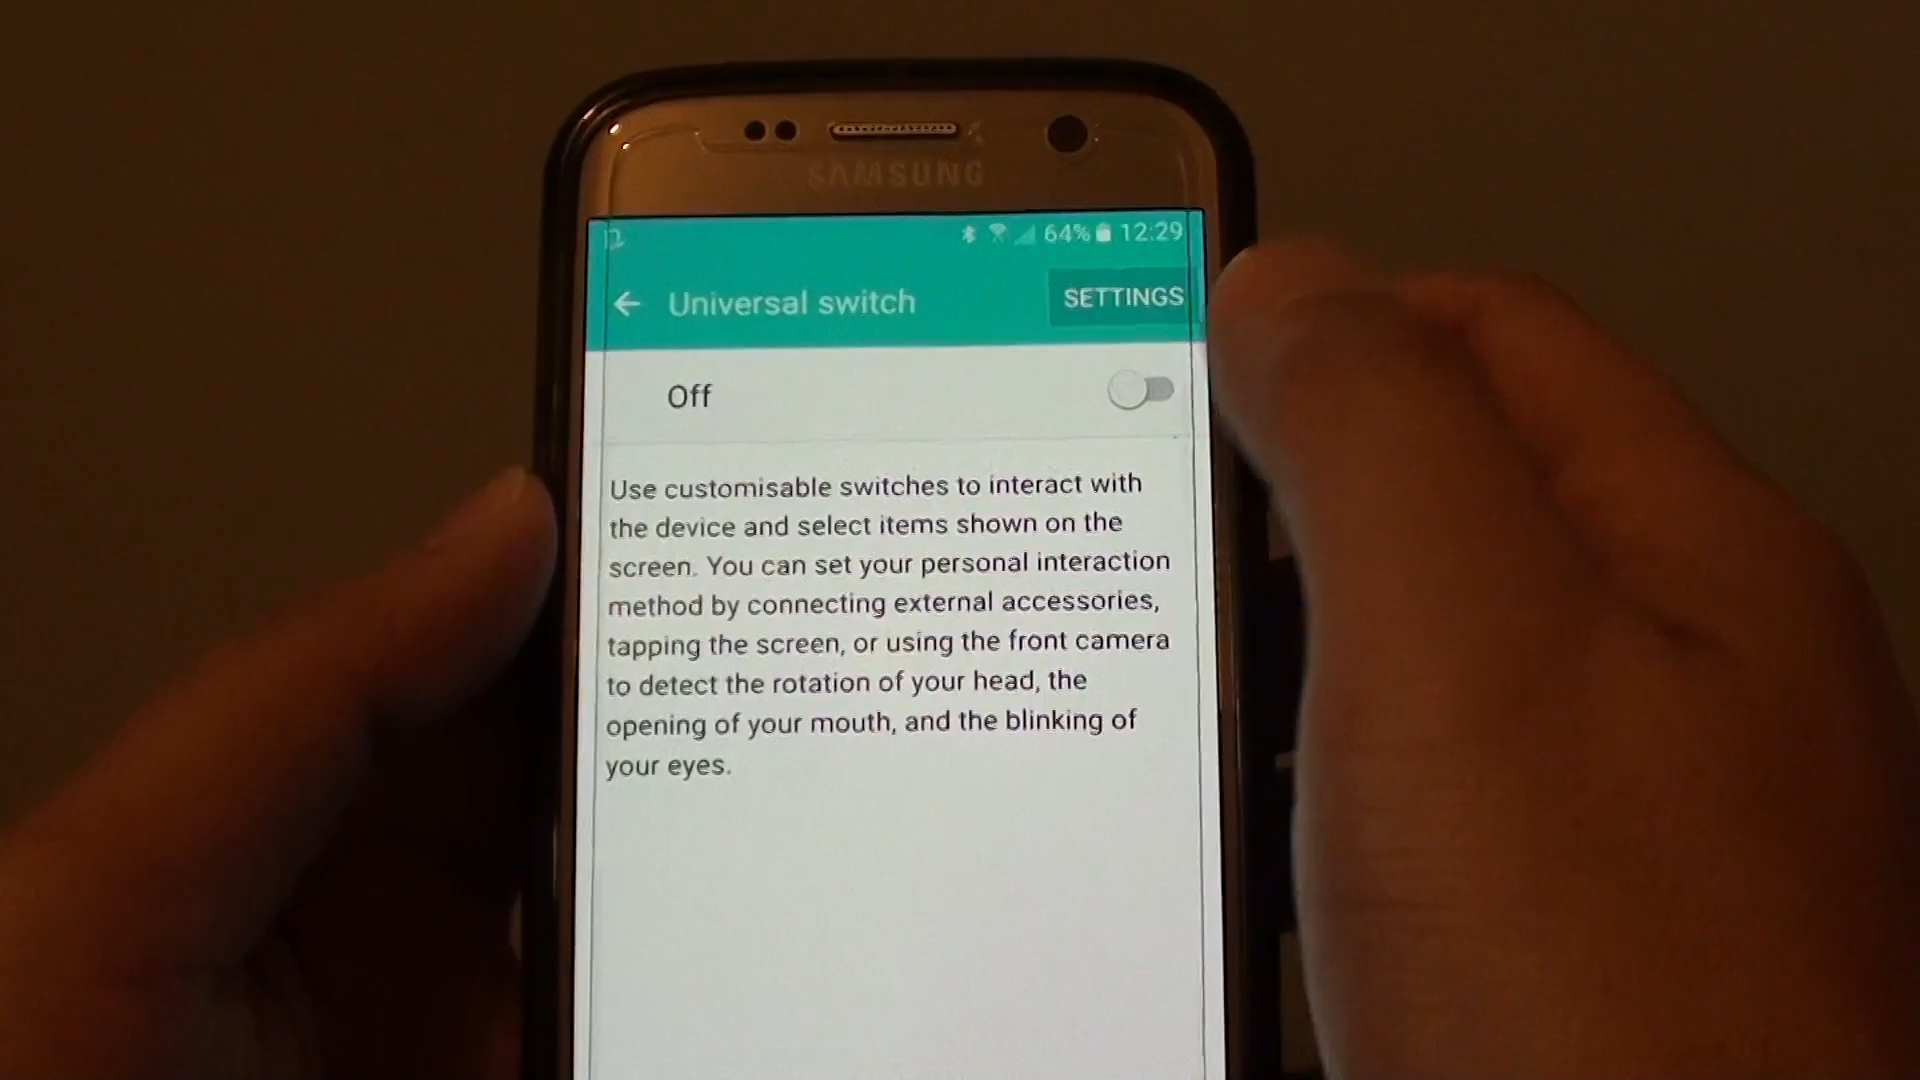 SAMSUNG
64% 12:29
Universal switch
SETTINGS
Off
Use customisable switches to interact with
the device and select items shown on the
screen. You can set your personal interaction
method by connecting external accessories,
tapping the screen, or using the front camera
to detect the rotation of your head, the
opening of your mouth, and the blinking of
your eyes.